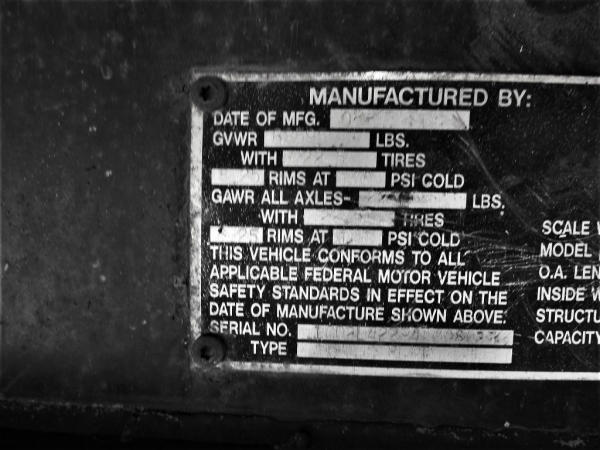 MANUFACTURED BY:
DATE OF MFG.
GVWR LBS.
WITH TIRES
RIMS AT PSI COLD
GAWR ALL AXLES- LBS.
WITH TIRES
RIMS AT PSI COLD
THIS VEHICLE CONFORMS TO ALL
APPLICABLE FEDERAL MOTOR VEHICLE
SAFETY STANDARDS IN EFFECT ON THE
DATE OF MANUFACTURE SHOWN ABOVE.
SERIAL NO.
TYPE
SCALE
MODEL
O.A. LEN
INSIDE W
STRUCTU
CAPACITY